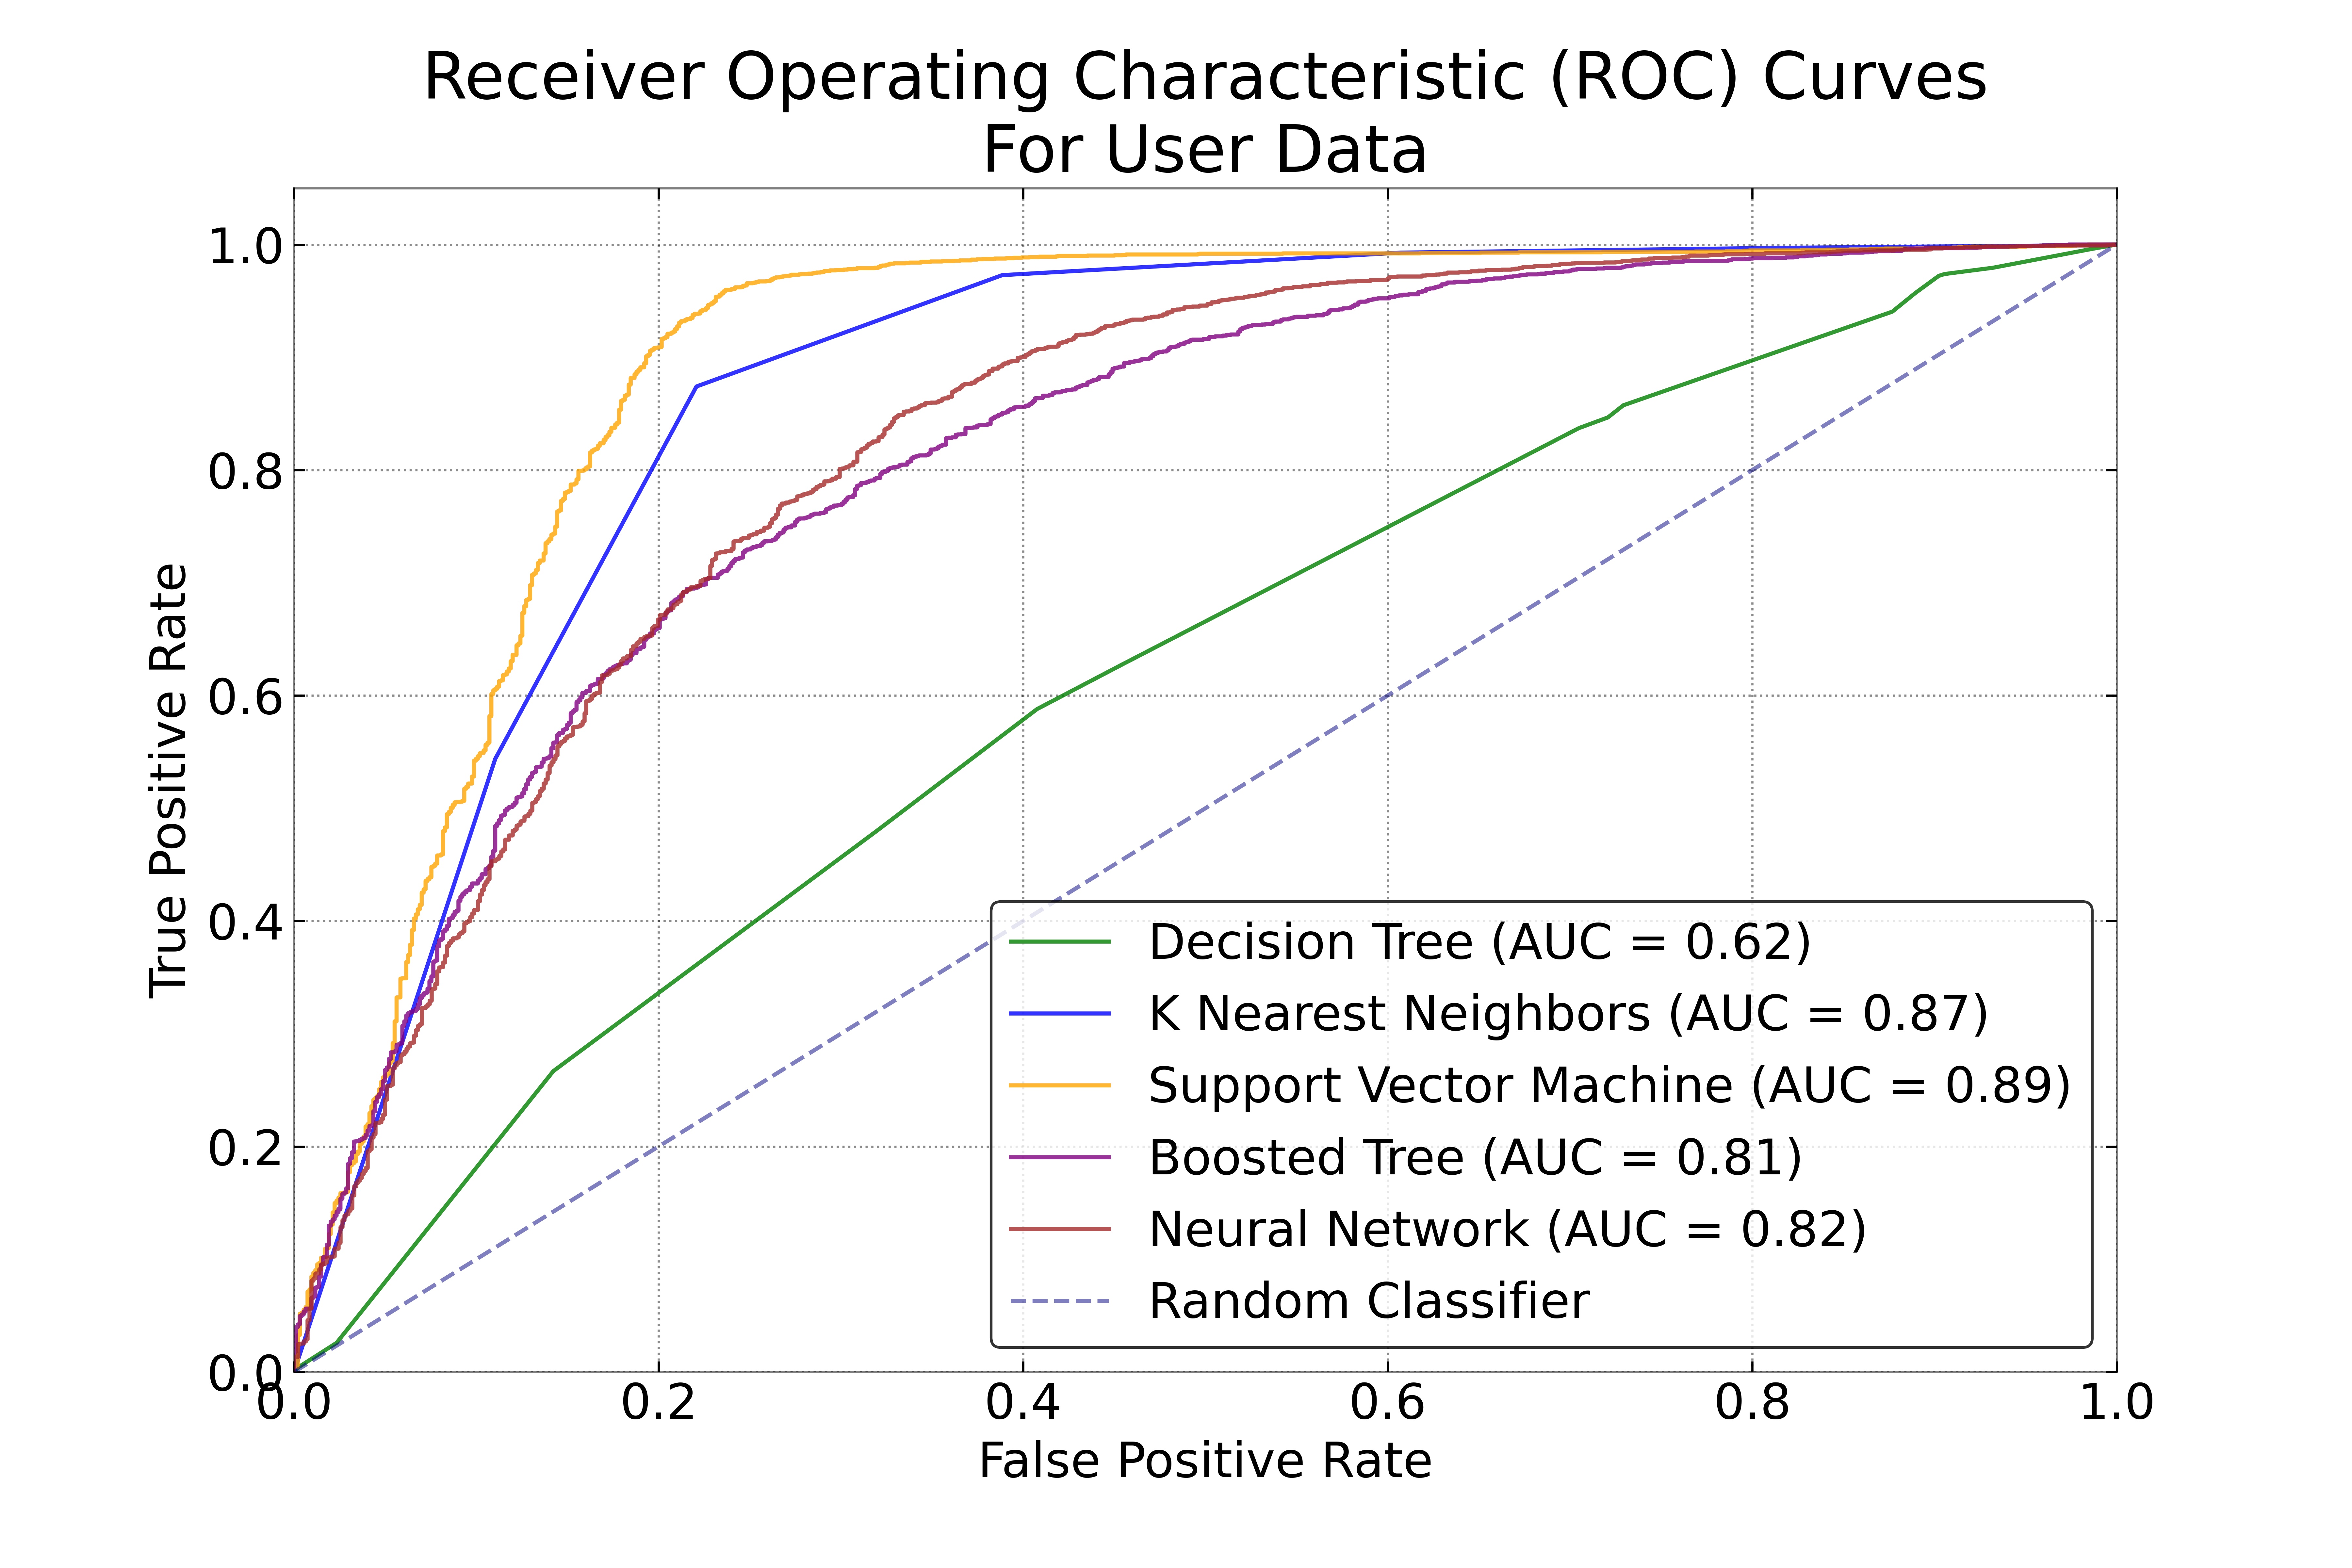 Receiver Operating Characteristic (ROC) Curves
For User Data
1.0
0.8
0.6
0.4
0.2
0.0
True Positive Rate
Decision Tree (AUC = 0.62)
K Nearest Neighbors (AUC = 0.87)
Support Vector Machine (AUC = 0.89)
Boosted Tree (AUC = 0.81)
Neural Network (AUC = 0.82)
Random Classifier
0.0 0.2 0.4 0.6 0.8 1.0
False Positive Rate